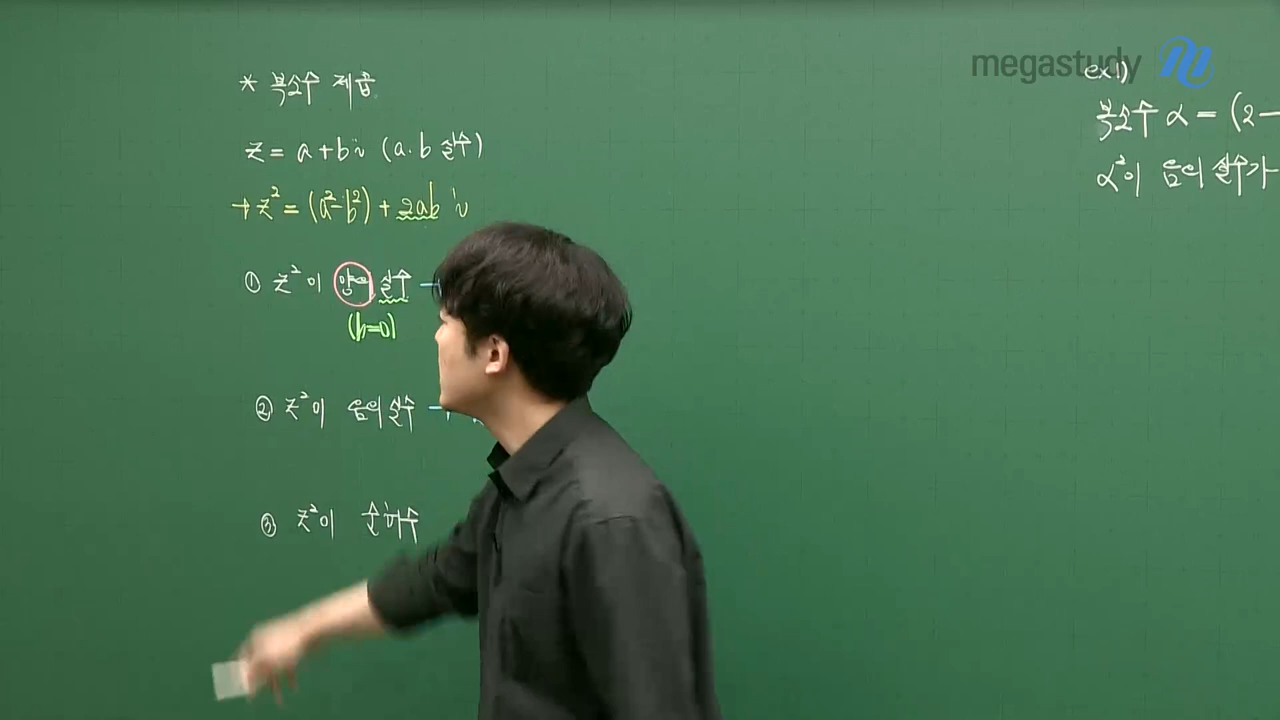 * 복소수 제곱
z = a + bi (a.b 실수)
→ z² = (a²-b²) + 2ab i
① z²이 양의 실수 →
(b=0)
② z²이 음의 실수 →
③ z²이 순허수
megastudy
ex1)
복소수 α = (2-
α²이 음의 실수가